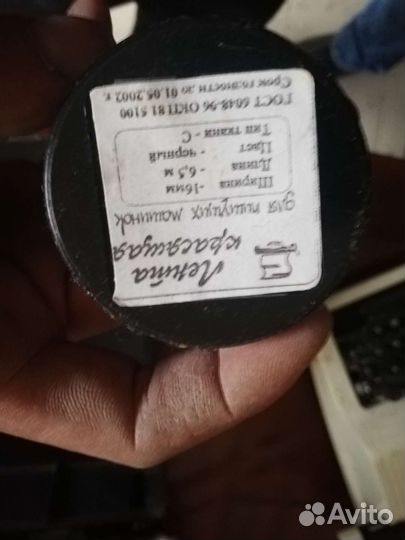 Лента
красящая
для пишущих машинок
Ширина -16мм
Длина - 6,5 м
Цвет - черный
Тип ткани - С
ГОСТ 6048-96 ОКП 81 5100
Срок годности до 01.05.2002 г.
Avito